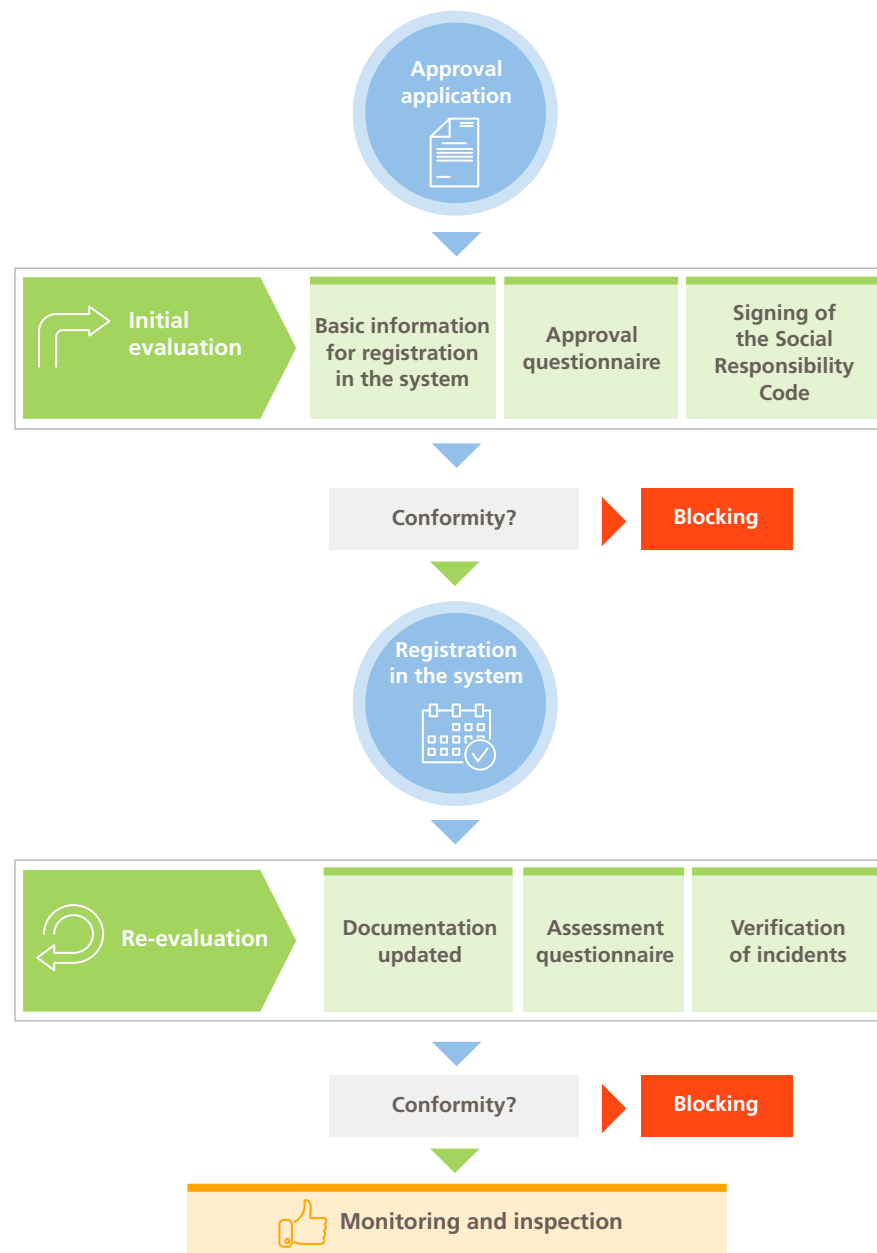 Approval
application
Initial
evaluation
Basic information
for registration
in the system
Approval
questionnaire
Signing of
the Social
Responsibility
Code
Conformity?
Blocking
Registration
in the system
Re-evaluation
Documentation
updated
Assessment
questionnaire
Verification
of incidents
Conformity?
Blocking
Monitoring and inspection